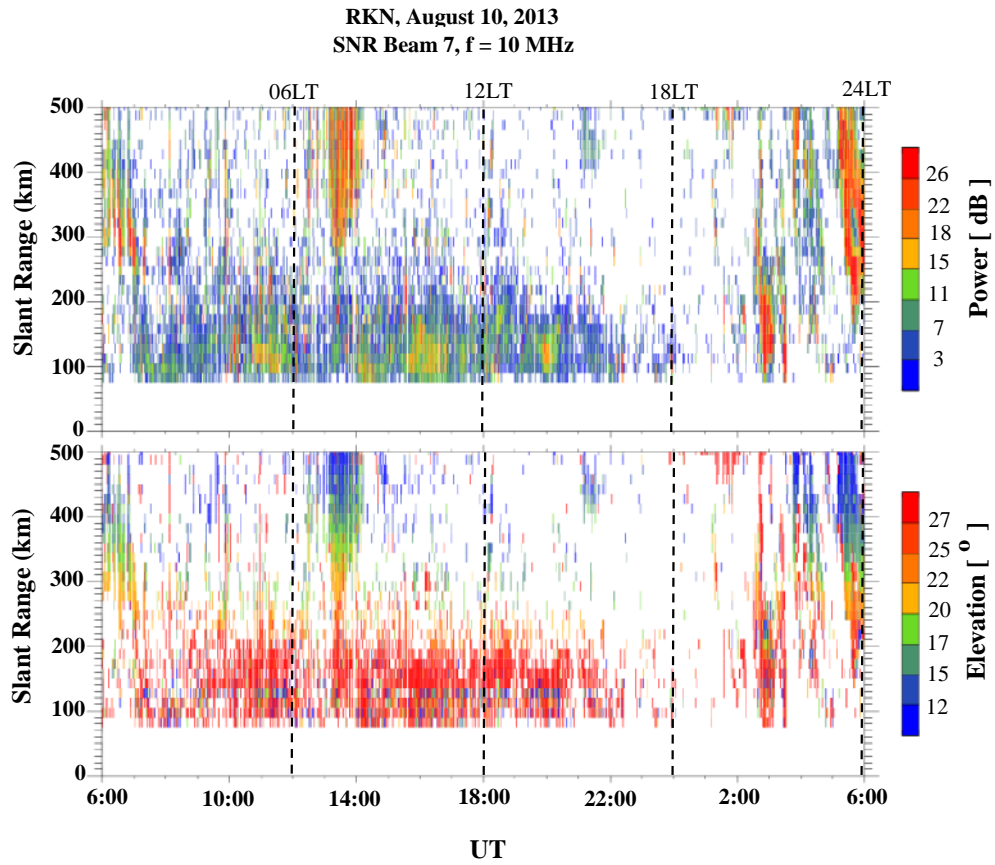 RKN, August 10, 2013
SNR Beam 7, f = 10 MHz
06LT 12LT 18LT 24LT
500
400
300
200
100
0
Slant Range (km)
26
22
18
15
11
7
3
Power [ dB ]
500
400
300
200
100
0
Slant Range (km)
27
25
22
20
17
15
12
Elevation [ º ]
6:00 10:00 14:00 18:00 22:00 2:00 6:00
UT